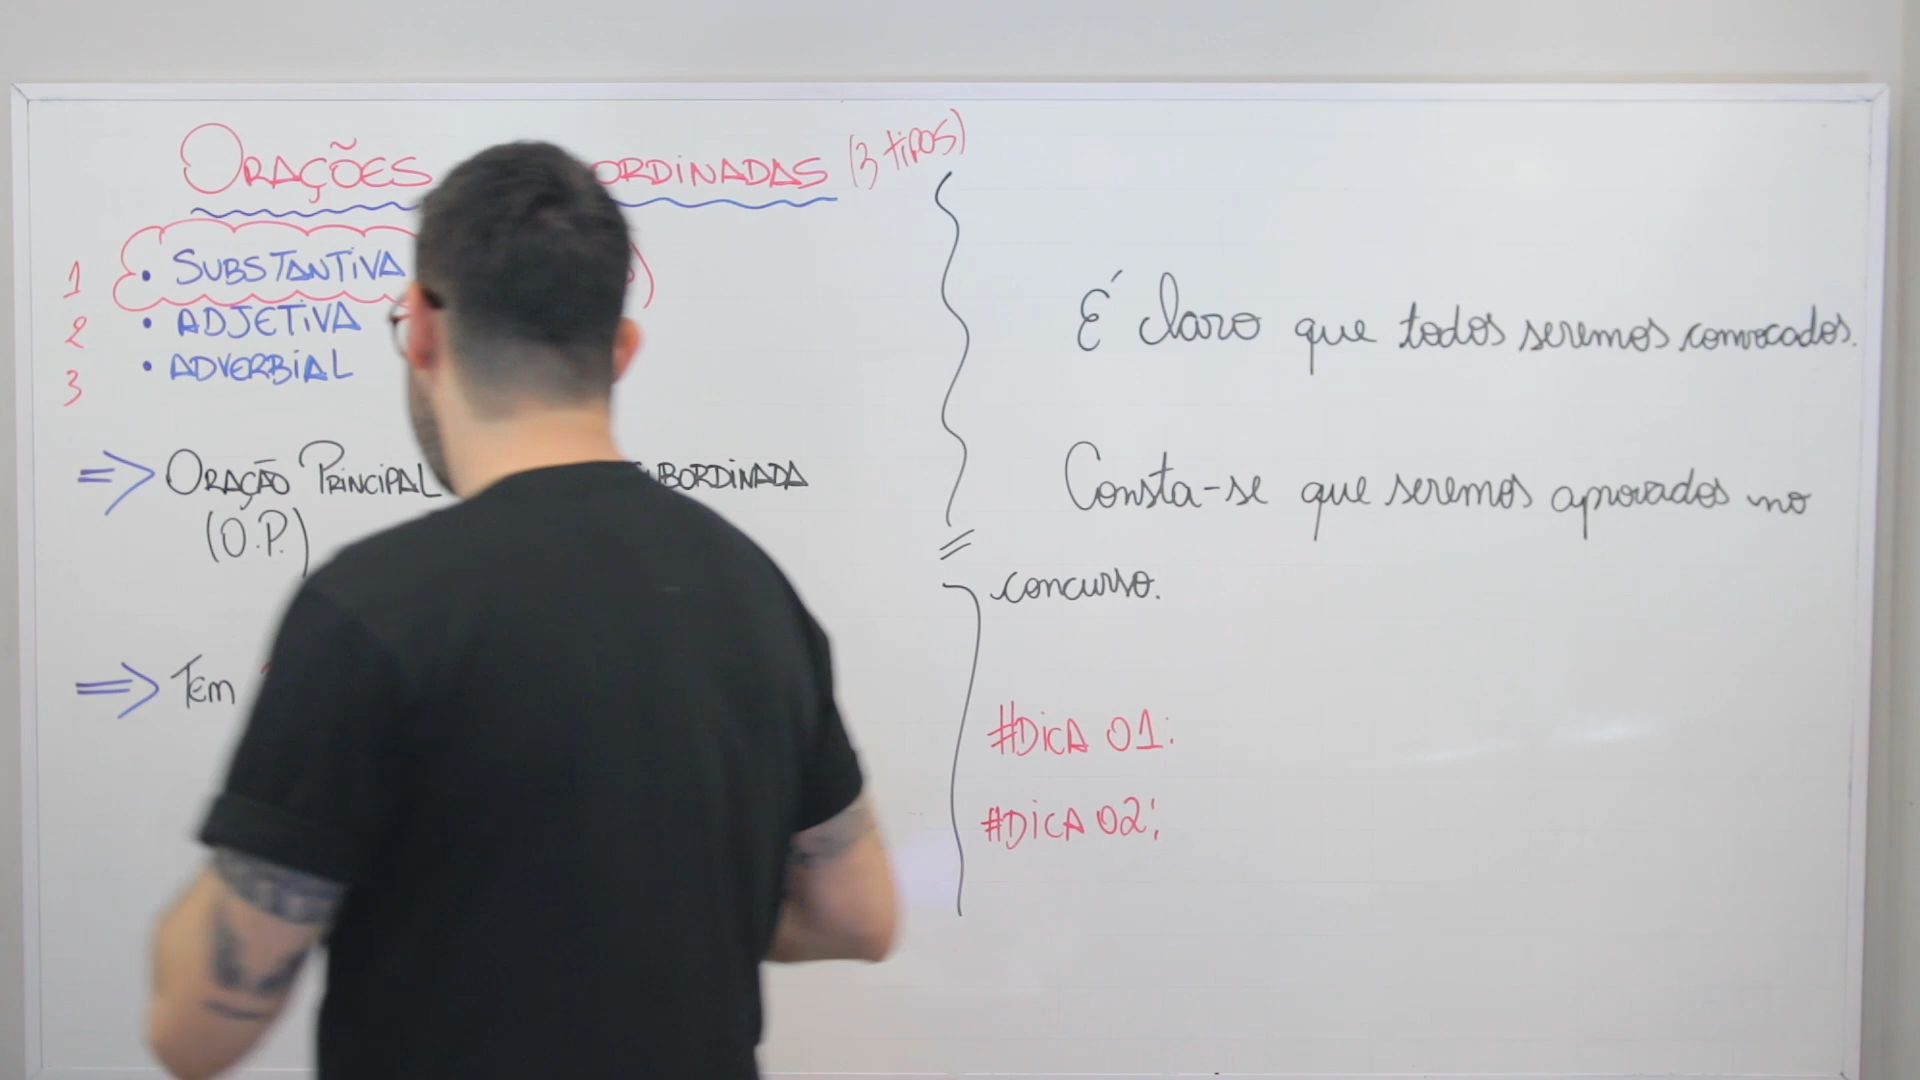 ORAÇÕES ORDINADAS (3 tipos)
1 • SUBSTANTIVA
2 • ADJETIVA
3 • ADVERBIAL
⇒ ORAÇÃO PRINCIPAL BORDINADA
(O.P.)
⇒ TEM
É claro que todos seremos convocados.
Consta-se que seremos aprovados no
concurso.
#DICA 01:
#DICA 02: